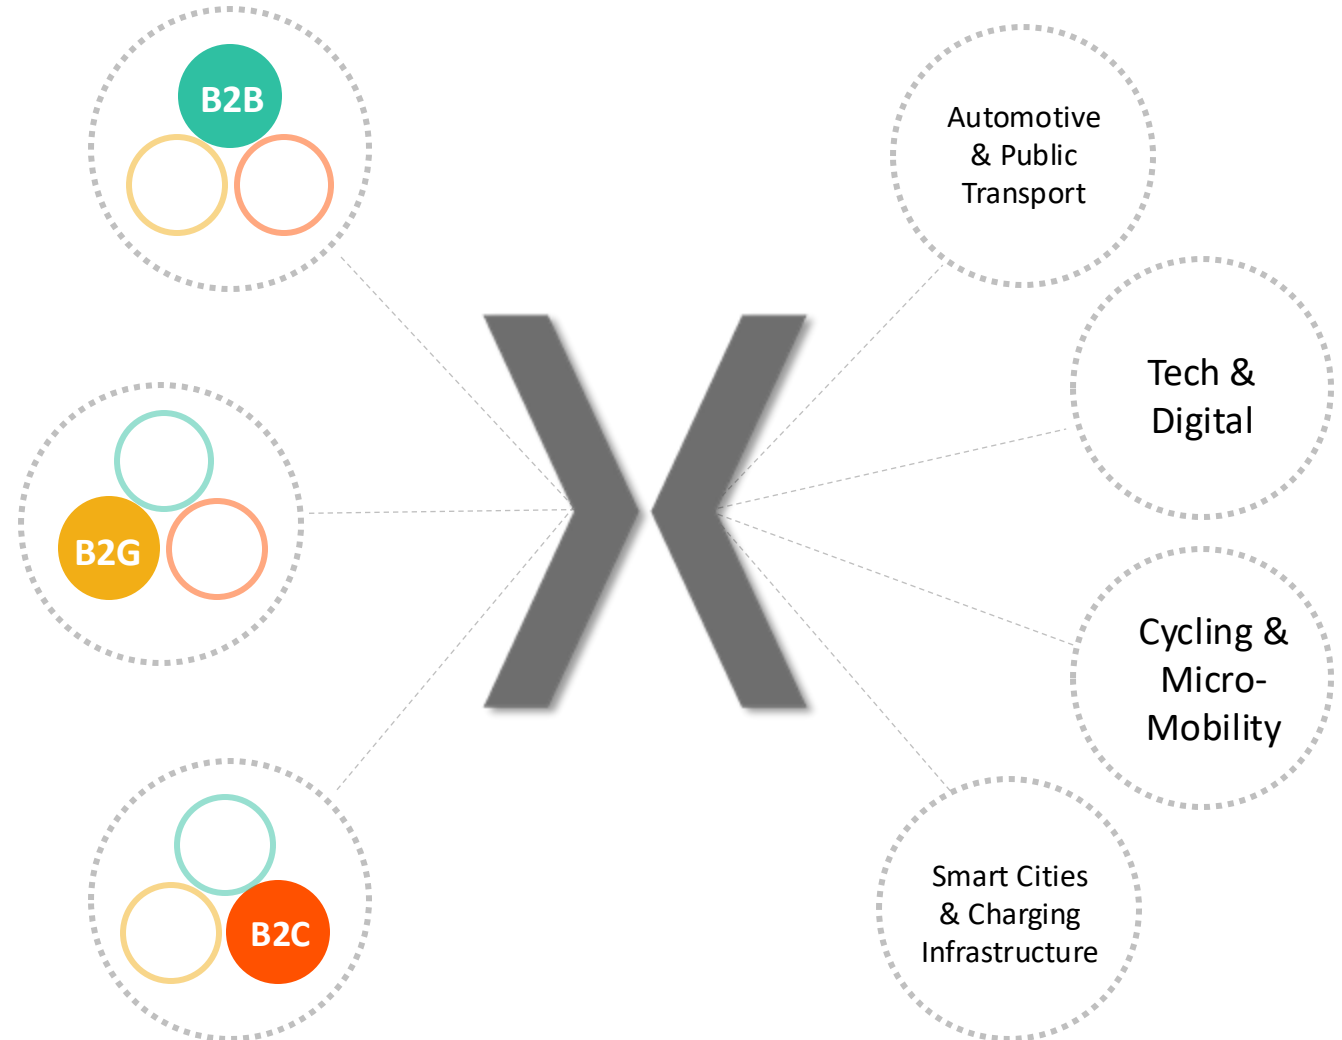 B2B
B2G
B2C
Automotive
& Public
Transport
Tech &
Digital
Cycling &
Micro-
Mobility
Smart Cities
& Charging
Infrastructure